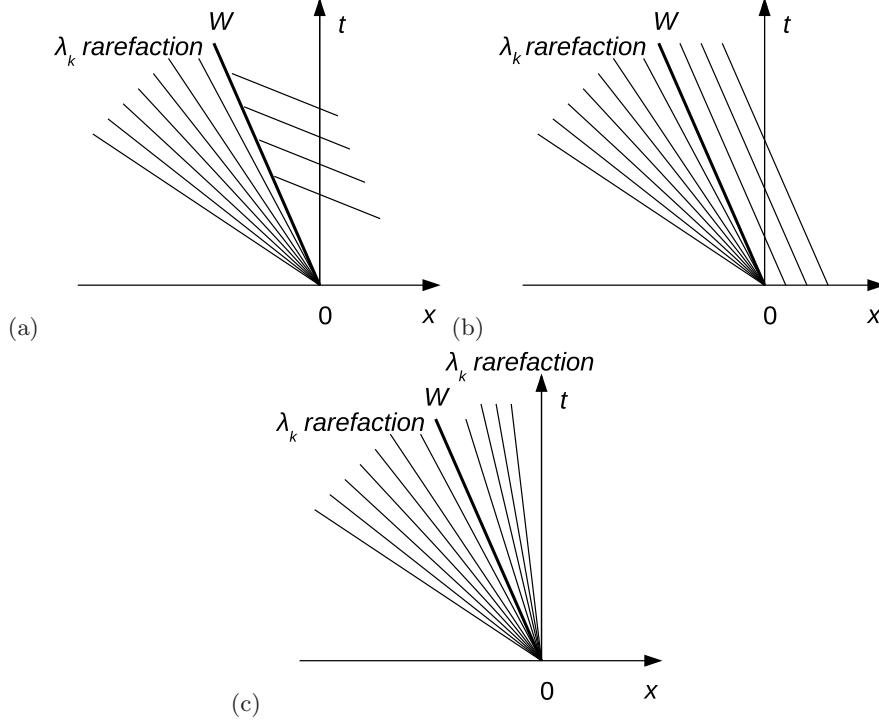 W
t
λk rarefaction
0
x
(a)
W
t
λk rarefaction
0
x
(b)
λk rarefaction
W
t
λk rarefaction
0
x
(c)